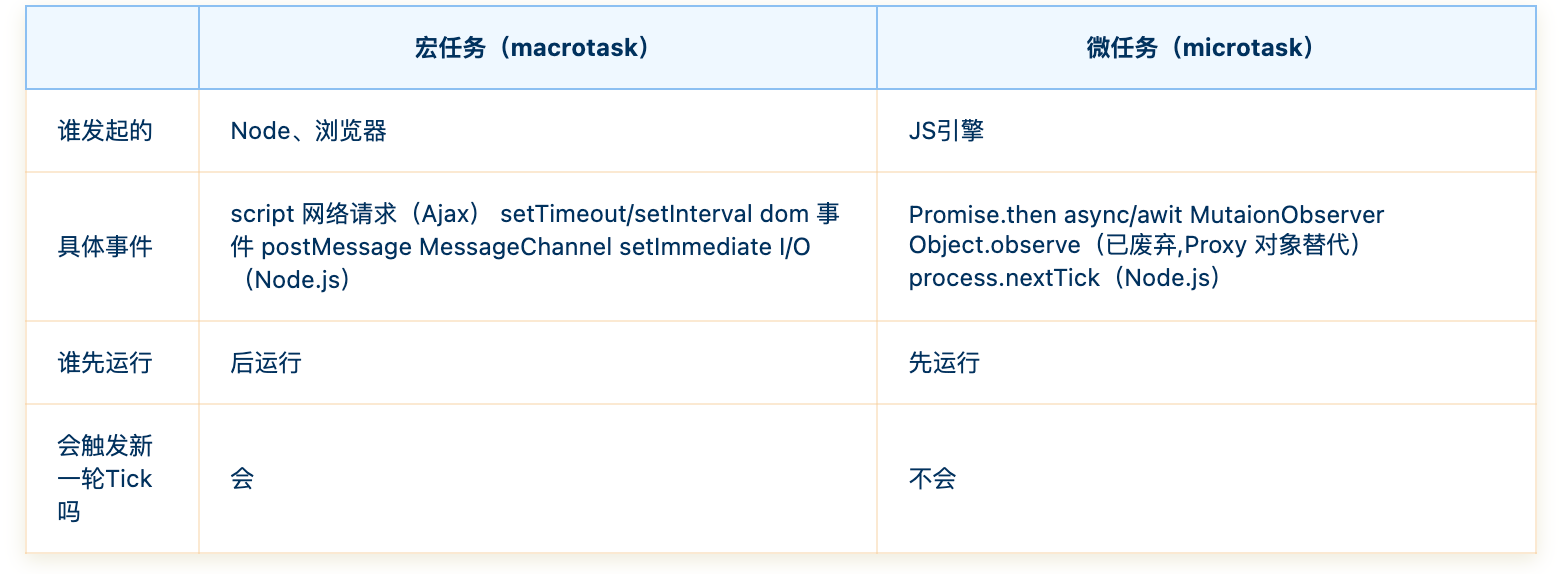 宏任务（macrotask）
微任务（microtask）
谁发起的
Node、浏览器
JS引擎
具体事件
script 网络请求（Ajax） setTimeout/setInterval dom 事
件 postMessage MessageChannel setImmediate I/O
（Node.js）
Promise.then async/awit MutaionObserver
Object.observe（已废弃,Proxy 对象替代）
process.nextTick（Node.js）
谁先运行
后运行
先运行
会触发新
一轮Tick
吗
会
不会